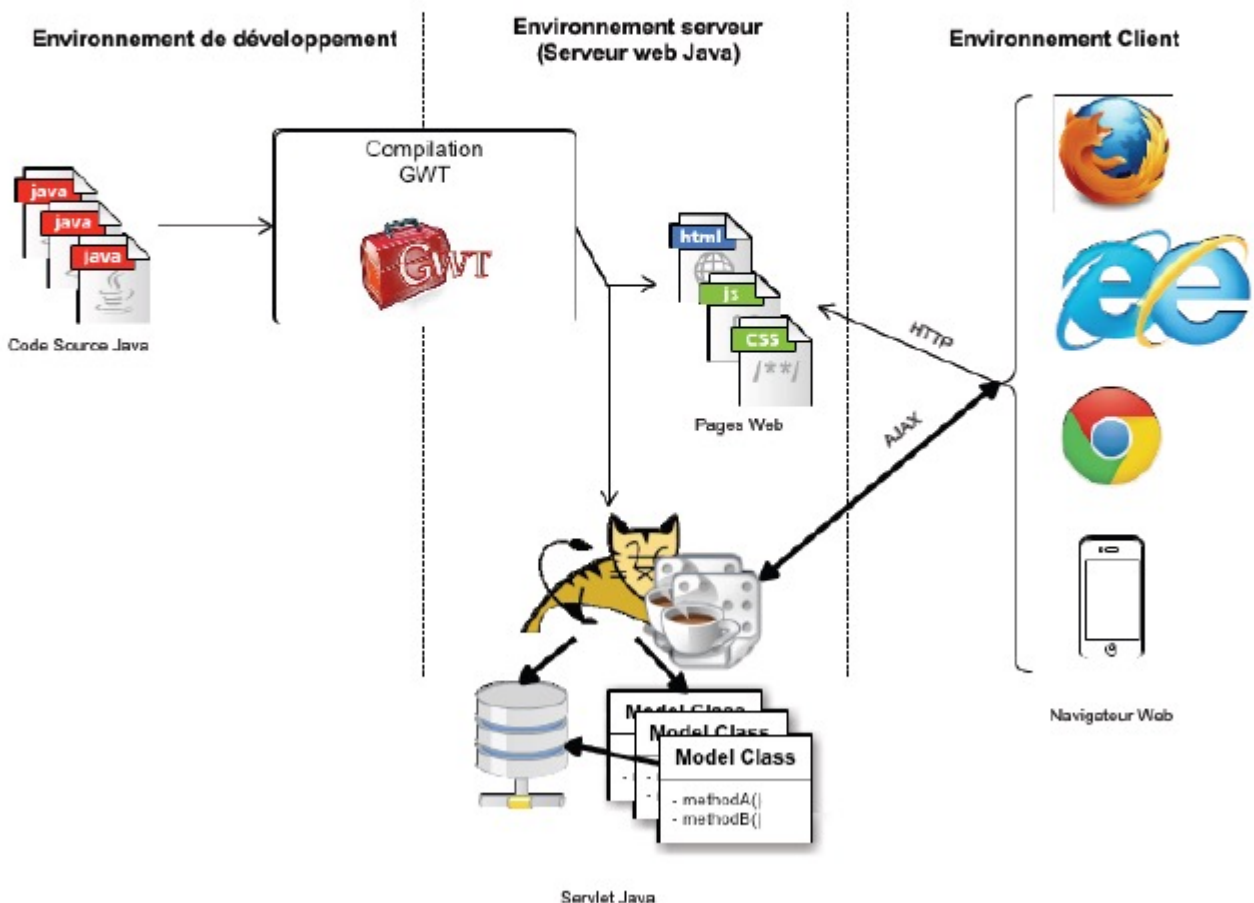 Environnement de développement
Environnement serveur
(Serveur web Java)
Environnement Client
Compilation
GWT
java
java
java
GWT
Code Source Java
html
js
css
/**/
Pages Web
HTTP
AJAX
Model Class
Model Class
Model Class
- methodA()
- methodB()
Navigateur Web
Servlet Java